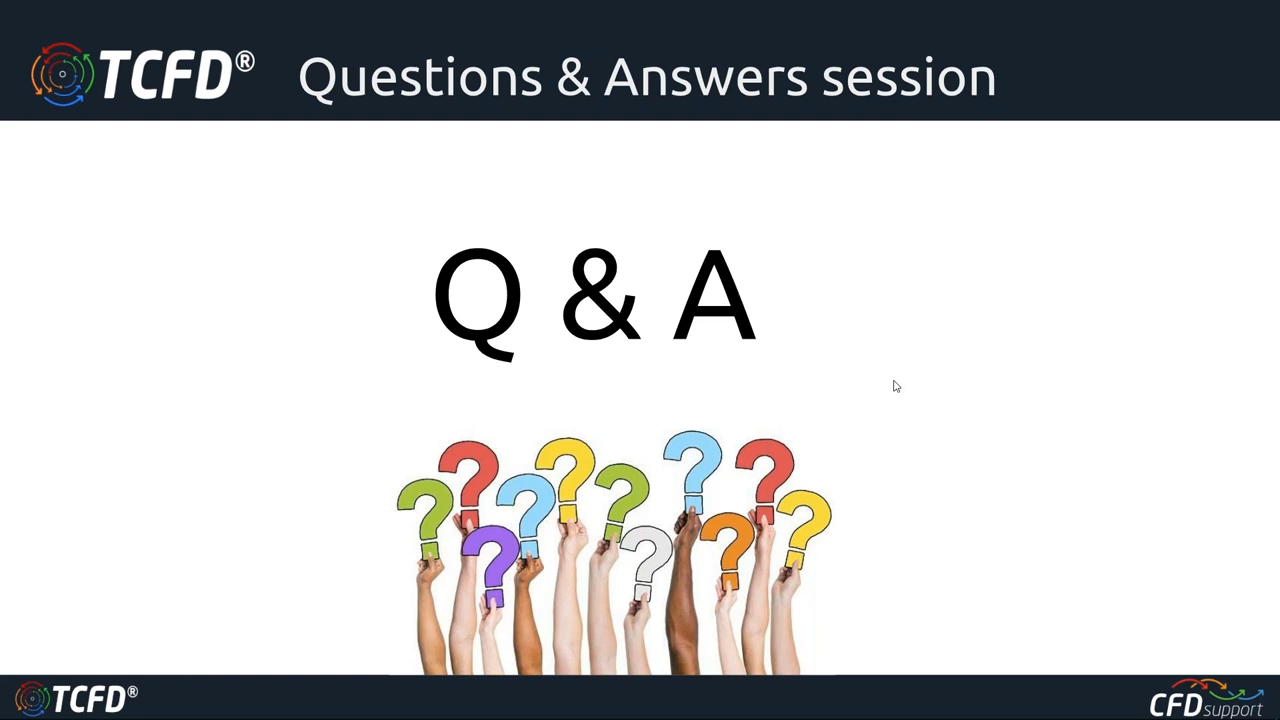 TCFD® Questions & Answers session
Q & A
? ? ? ? ? ? ? ? ? ? ?
TCFD®
CFD support